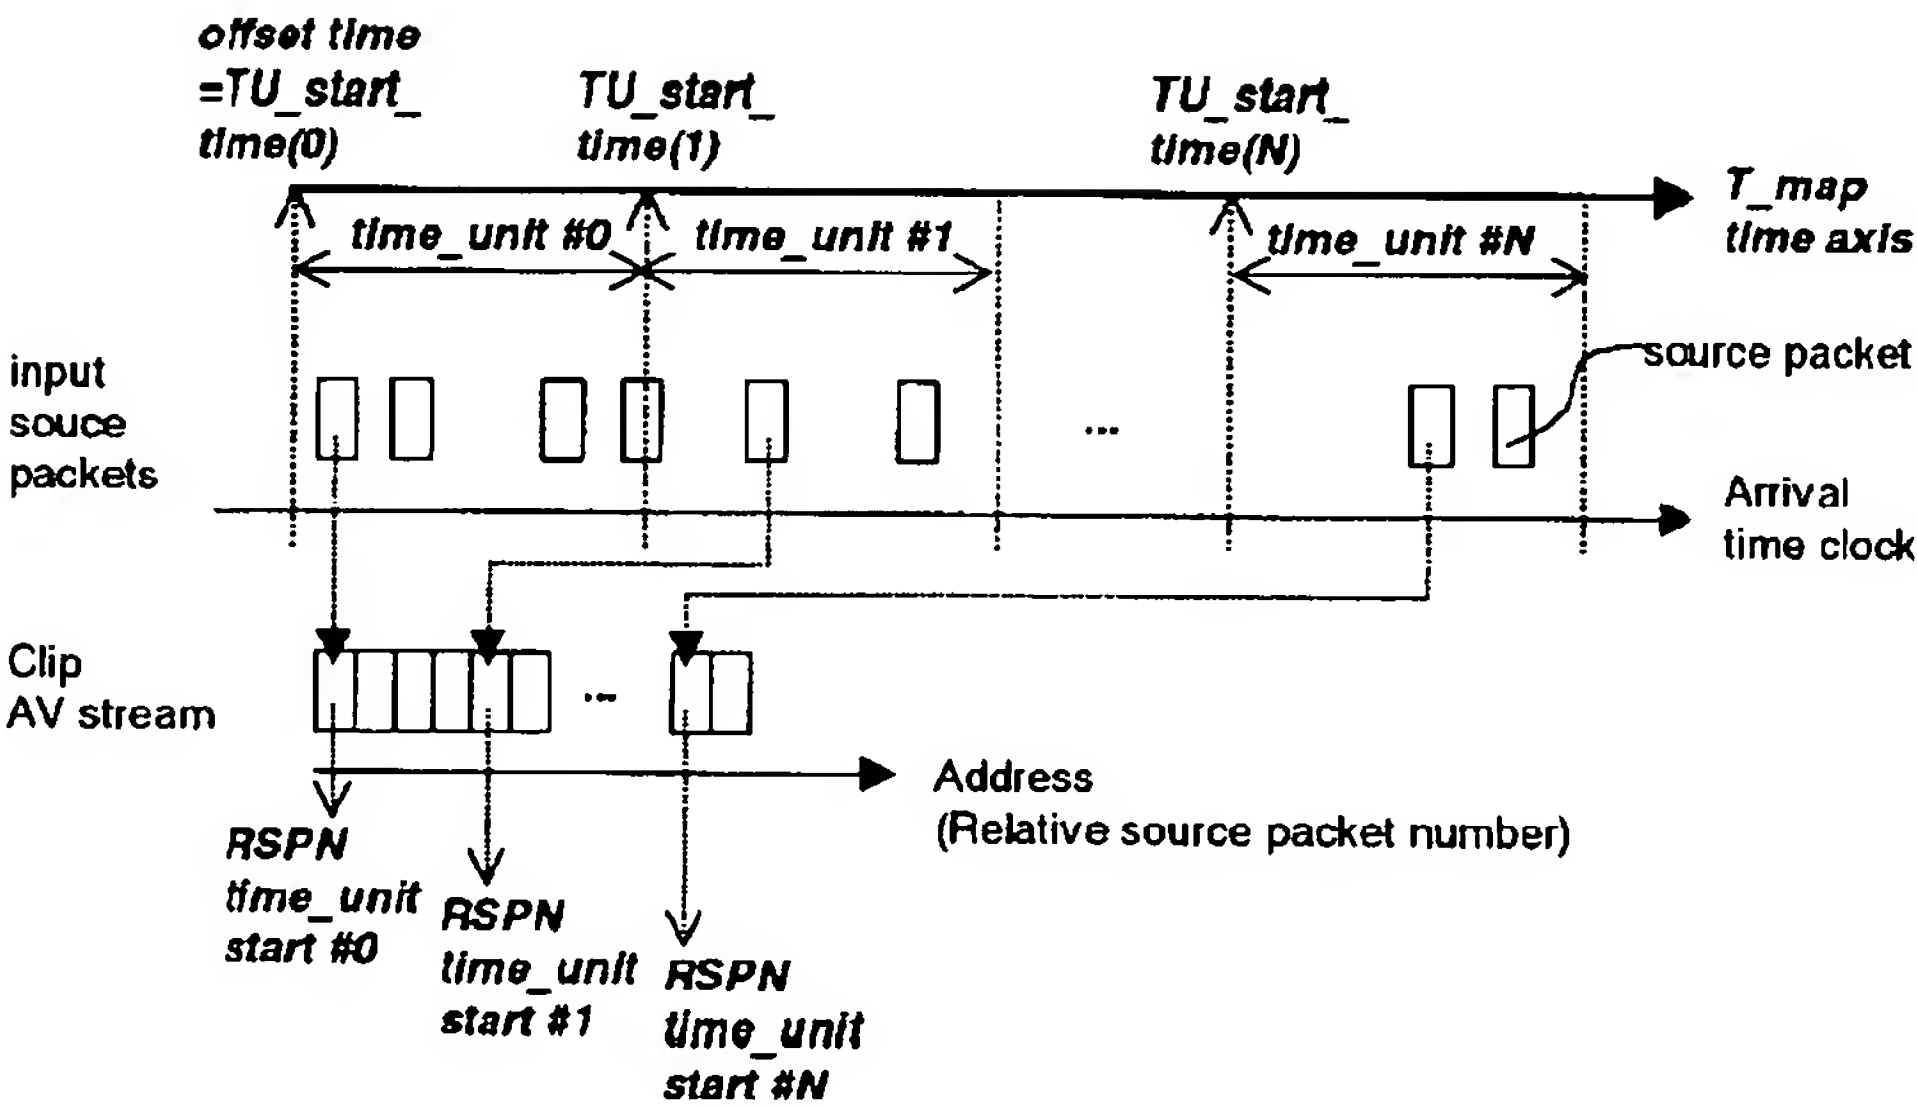 offset time
=TU_start_
time(0)
TU_start_
time(1)
TU_start_
time(N)
T_map
time axis
time_unit #0
time_unit #1
time_unit #N
input
souce
packets
source packet
...
Arrival
time clock
Clip
AV stream
...
Address
(Relative source packet number)
RSPN
time_unit
start #0
RSPN
time_unit
start #1
RSPN
time_unit
start #N